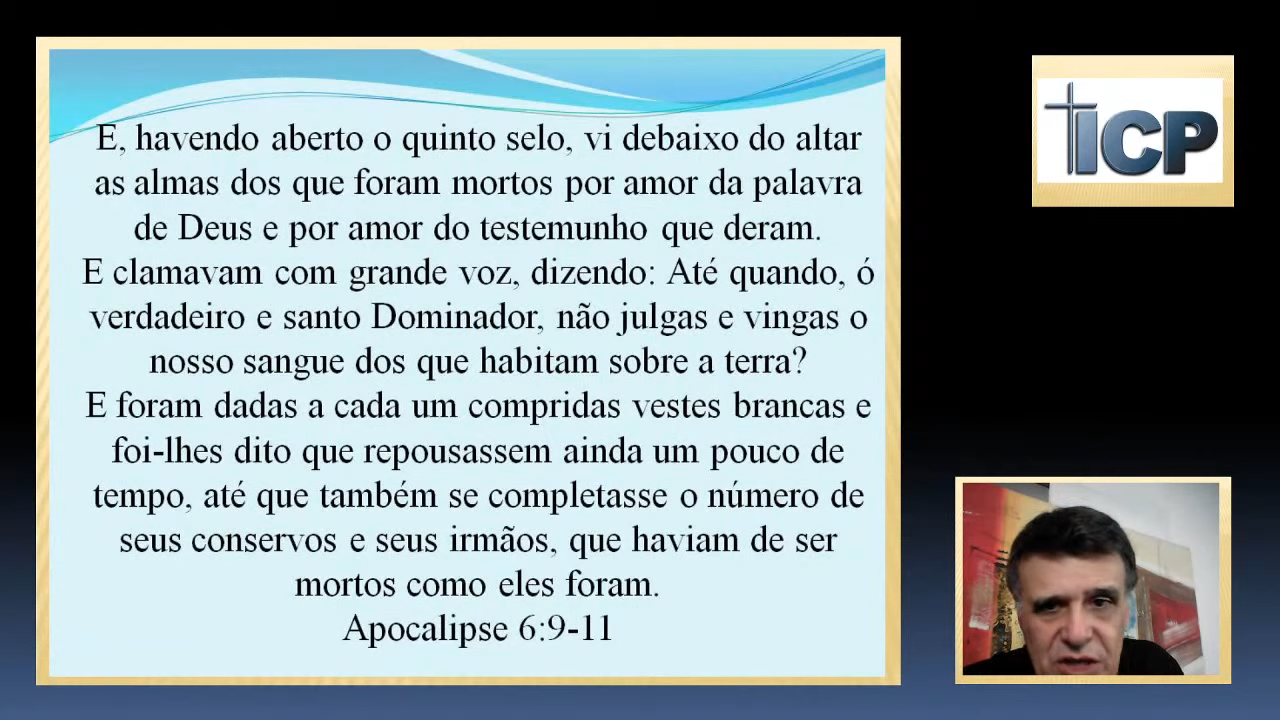 E, havendo aberto o quinto selo, vi debaixo do altar
as almas dos que foram mortos por amor da palavra
de Deus e por amor do testemunho que deram.
E clamavam com grande voz, dizendo: Até quando, ó
verdadeiro e santo Dominador, não julgas e vingas o
nosso sangue dos que habitam sobre a terra?
E foram dadas a cada um compridas vestes brancas e
foi-lhes dito que repousassem ainda um pouco de
tempo, até que também se completasse o número de
seus conservos e seus irmãos, que haviam de ser
mortos como eles foram.
Apocalipse 6:9-11
ICP